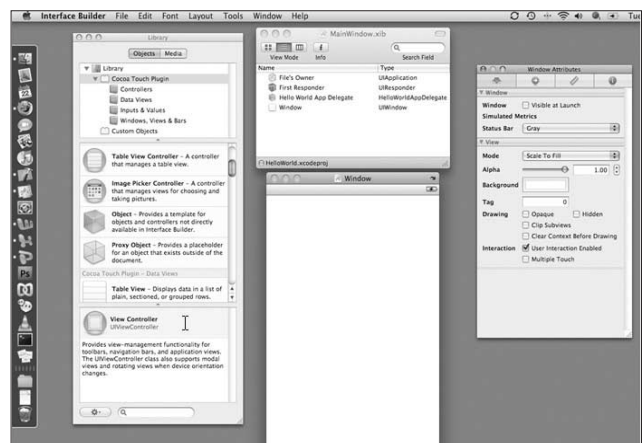 Interface Builder File Edit Font Layout Tools Window Help
Library
Objects Media
Library
Cocoa Touch Plugin
Controllers
Data Views
Inputs & Values
Windows, Views & Bars
Custom Objects
Table View Controller – A controller
that manages a table view.
Image Picker Controller – A controller
that manages views for choosing and
taking pictures.
Object – Provides a template for
objects and controllers not directly
available in Interface Builder.
Proxy Object – Provides a placeholder
for an object that exists outside of the
document.
Cocoa Touch Plugin – Data Views
Table View – Displays data in a list of
plain, sectioned, or grouped rows.
View Controller
UIViewController
Provides view-management functionality for
toolbars, navigation bars, and application views.
The UIViewController class also supports modal
views and rotating views when device orientation
changes.
MainWindow.xib
View Mode Info Search Field
Name Type
File's Owner UIApplication
First Responder UIResponder
Hello World App Delegate HelloWorldAppDelegate
Window UIWindow
HelloWorld.xcodeproj
Window
Window Attributes
Window
Window Visible at Launch
Simulated Metrics
Status Bar Gray
View
Mode Scale To Fill
Alpha 1.00
Background
Tag 0
Drawing Opaque Hidden
Clip Subviews
Clear Context Before Drawing
Interaction User Interaction Enabled
Multiple Touch
Ps